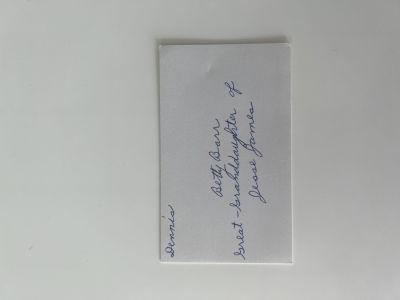 Dennis
Betty Barr
Great-Granddaughter of
Jesse James